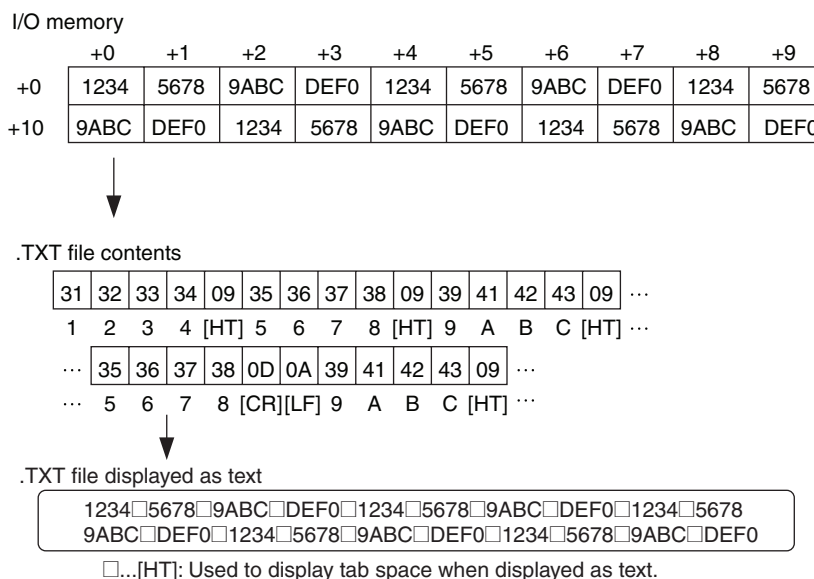 I/O memory
+0 +1 +2 +3 +4 +5 +6 +7 +8 +9
+0 1234 5678 9ABC DEF0 1234 5678 9ABC DEF0 1234 5678
+10 9ABC DEF0 1234 5678 9ABC DEF0 1234 5678 9ABC DEF0
.TXT file contents
31 32 33 34 09 35 36 37 38 09 39 41 42 43 09 ...
1 2 3 4 [HT] 5 6 7 8 [HT] 9 A B C [HT] ...
... 35 36 37 38 0D 0A 39 41 42 43 09 ...
... 5 6 7 8 [CR][LF] 9 A B C [HT] ...
.TXT file displayed as text
1234□5678□9ABC□DEF0□1234□5678□9ABC□DEF0□1234□5678
9ABC□DEF0□1234□5678□9ABC□DEF0□1234□5678□9ABC□DEF0
□...[HT]: Used to display tab space when displayed as text.